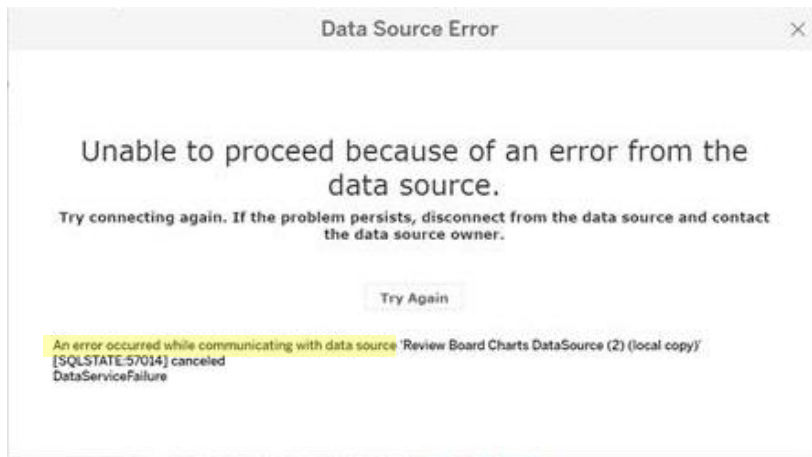 Data Source Error
Unable to proceed because of an error from the
data source.
Try connecting again. If the problem persists, disconnect from the data source and contact
the data source owner.
Try Again
An error occurred while communicating with data source 'Review Board Charts DataSource (2) (local copy)'
[SQLSTATE:57014] canceled
DataServiceFailure